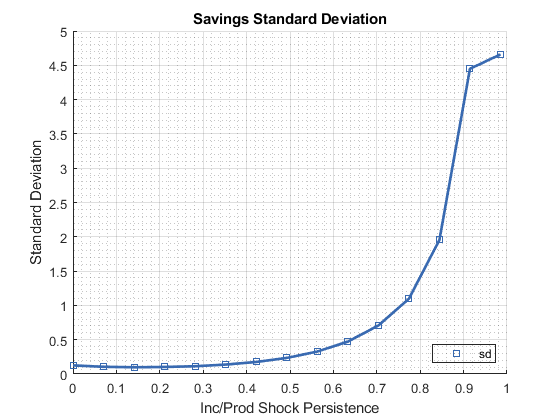 Savings Standard Deviation
5
4.5
4
3.5
3
2.5
2
1.5
1
0.5
0
Standard Deviation
sd
0 0.1 0.2 0.3 0.4 0.5 0.6 0.7 0.8 0.9 1
Inc/Prod Shock Persistence